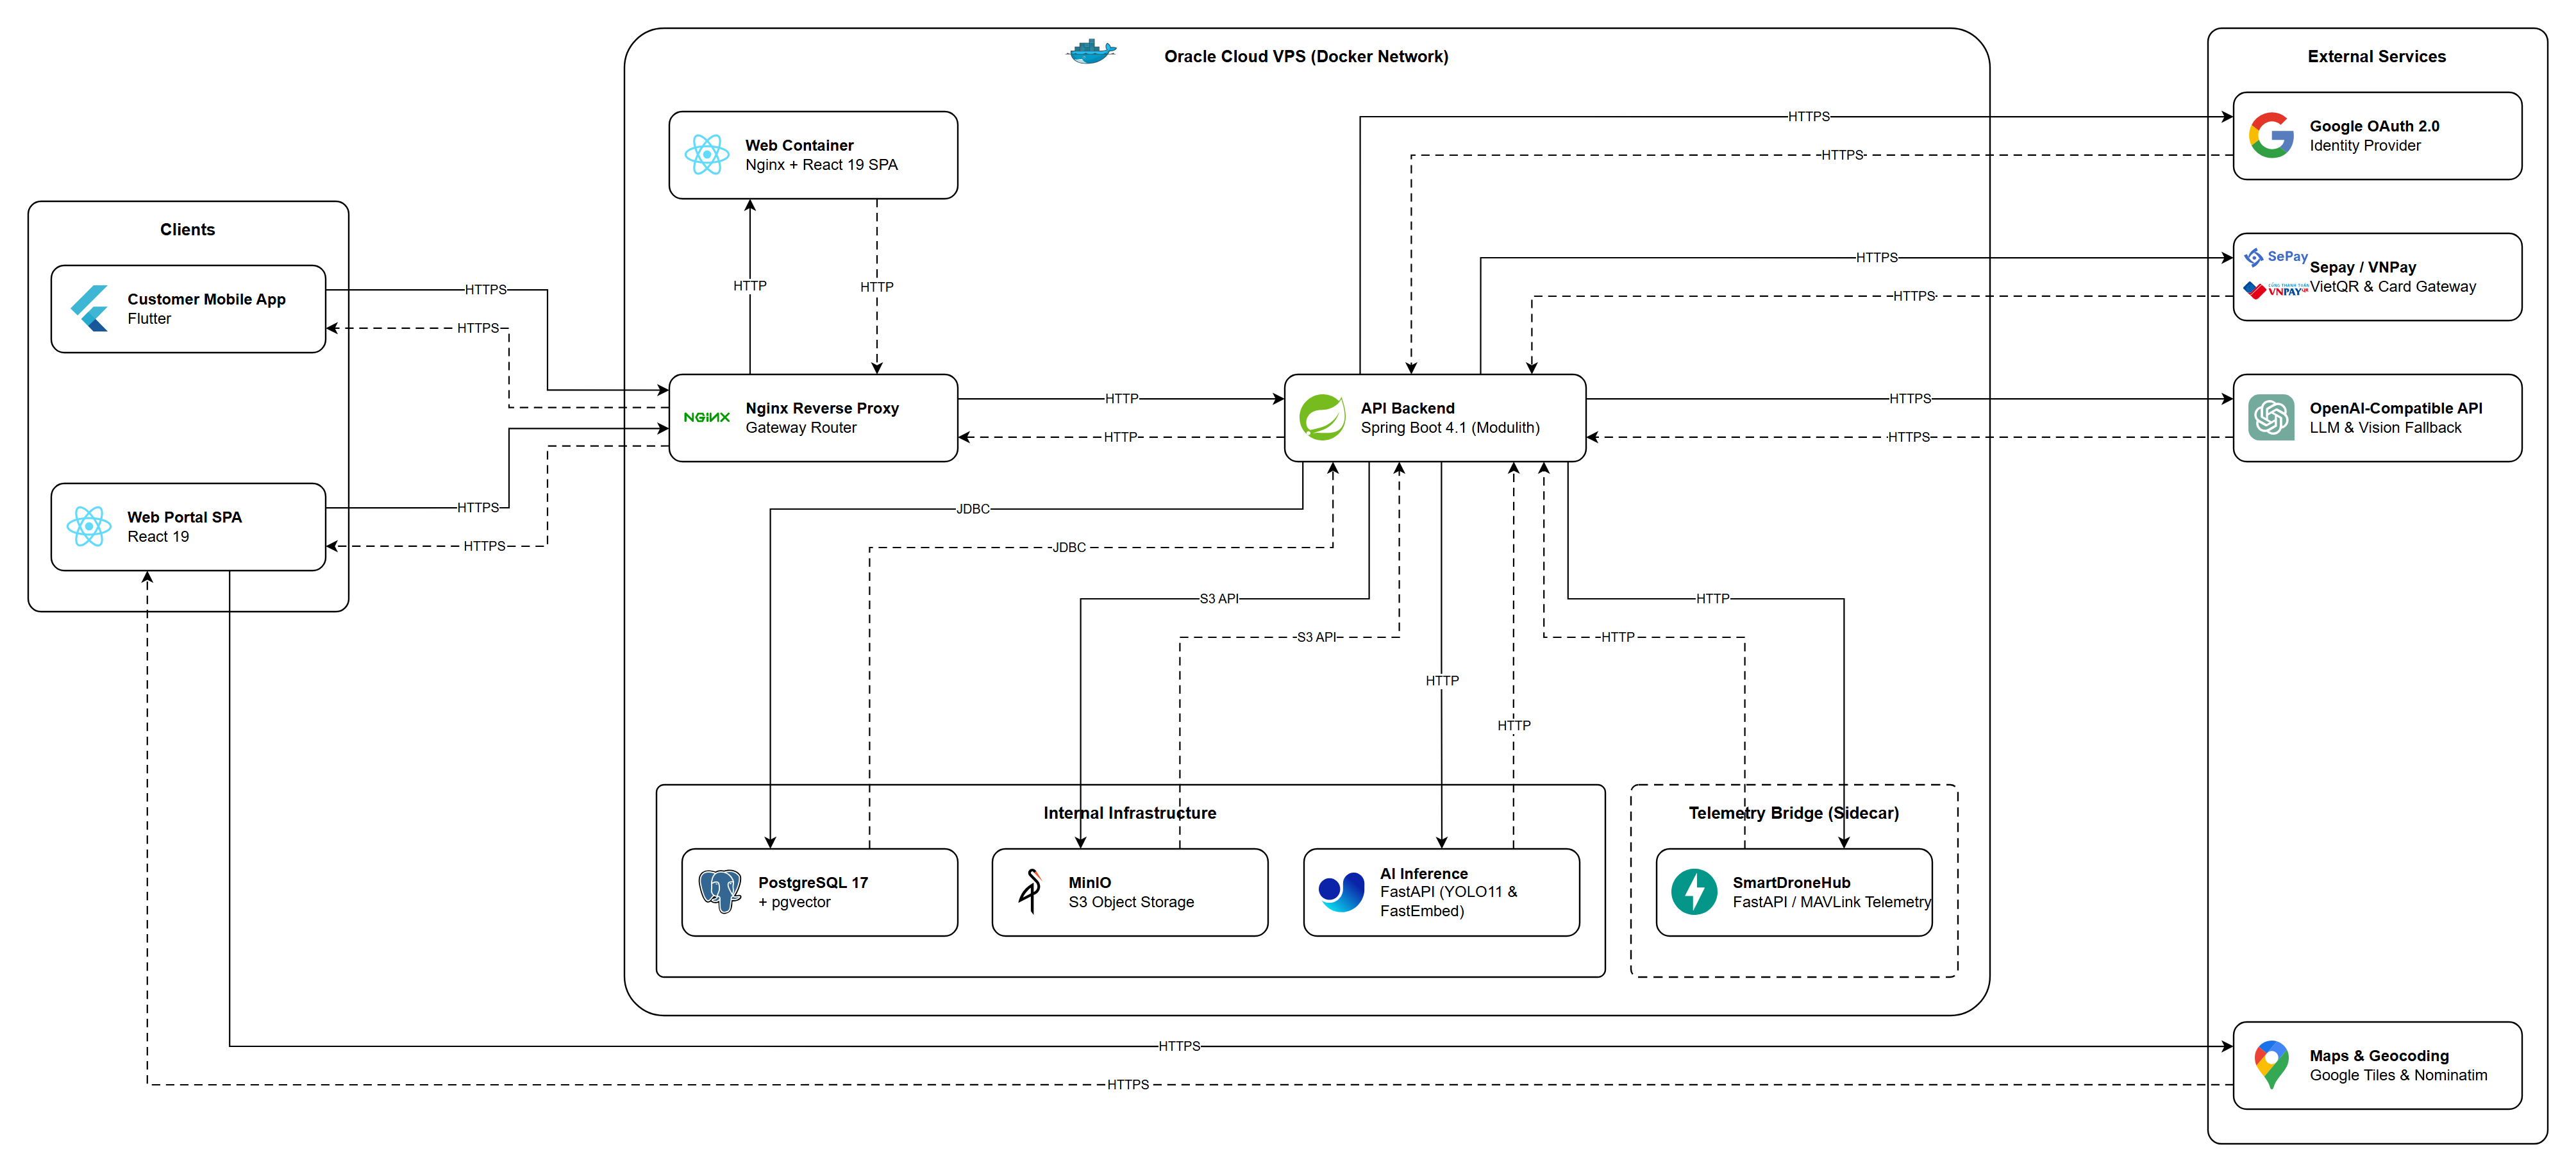 Oracle Cloud VPS (Docker Network)
External Services
Clients
Customer Mobile App
Flutter
Web Portal SPA
React 19
HTTPS
HTTPS
HTTPS
HTTPS
Web Container
Nginx + React 19 SPA
HTTP
HTTP
NGINX
Nginx Reverse Proxy
Gateway Router
HTTP
HTTP
API Backend
Spring Boot 4.1 (Modulith)
HTTPS
HTTPS
HTTPS
HTTPS
HTTPS
HTTPS
Google OAuth 2.0
Identity Provider
SePay
VNPAY
Sepay / VNPay
VietQR & Card Gateway
OpenAI-Compatible API
LLM & Vision Fallback
JDBC
JDBC
S3 API
S3 API
HTTP
HTTP
HTTP
HTTP
Internal Infrastructure
PostgreSQL 17
+ pgvector
MinIO
S3 Object Storage
AI Inference
FastAPI (YOLO11 &
FastEmbed)
Telemetry Bridge (Sidecar)
SmartDroneHub
FastAPI / MAVLink Telemetry
HTTPS
HTTPS
Maps & Geocoding
Google Tiles & Nominatim